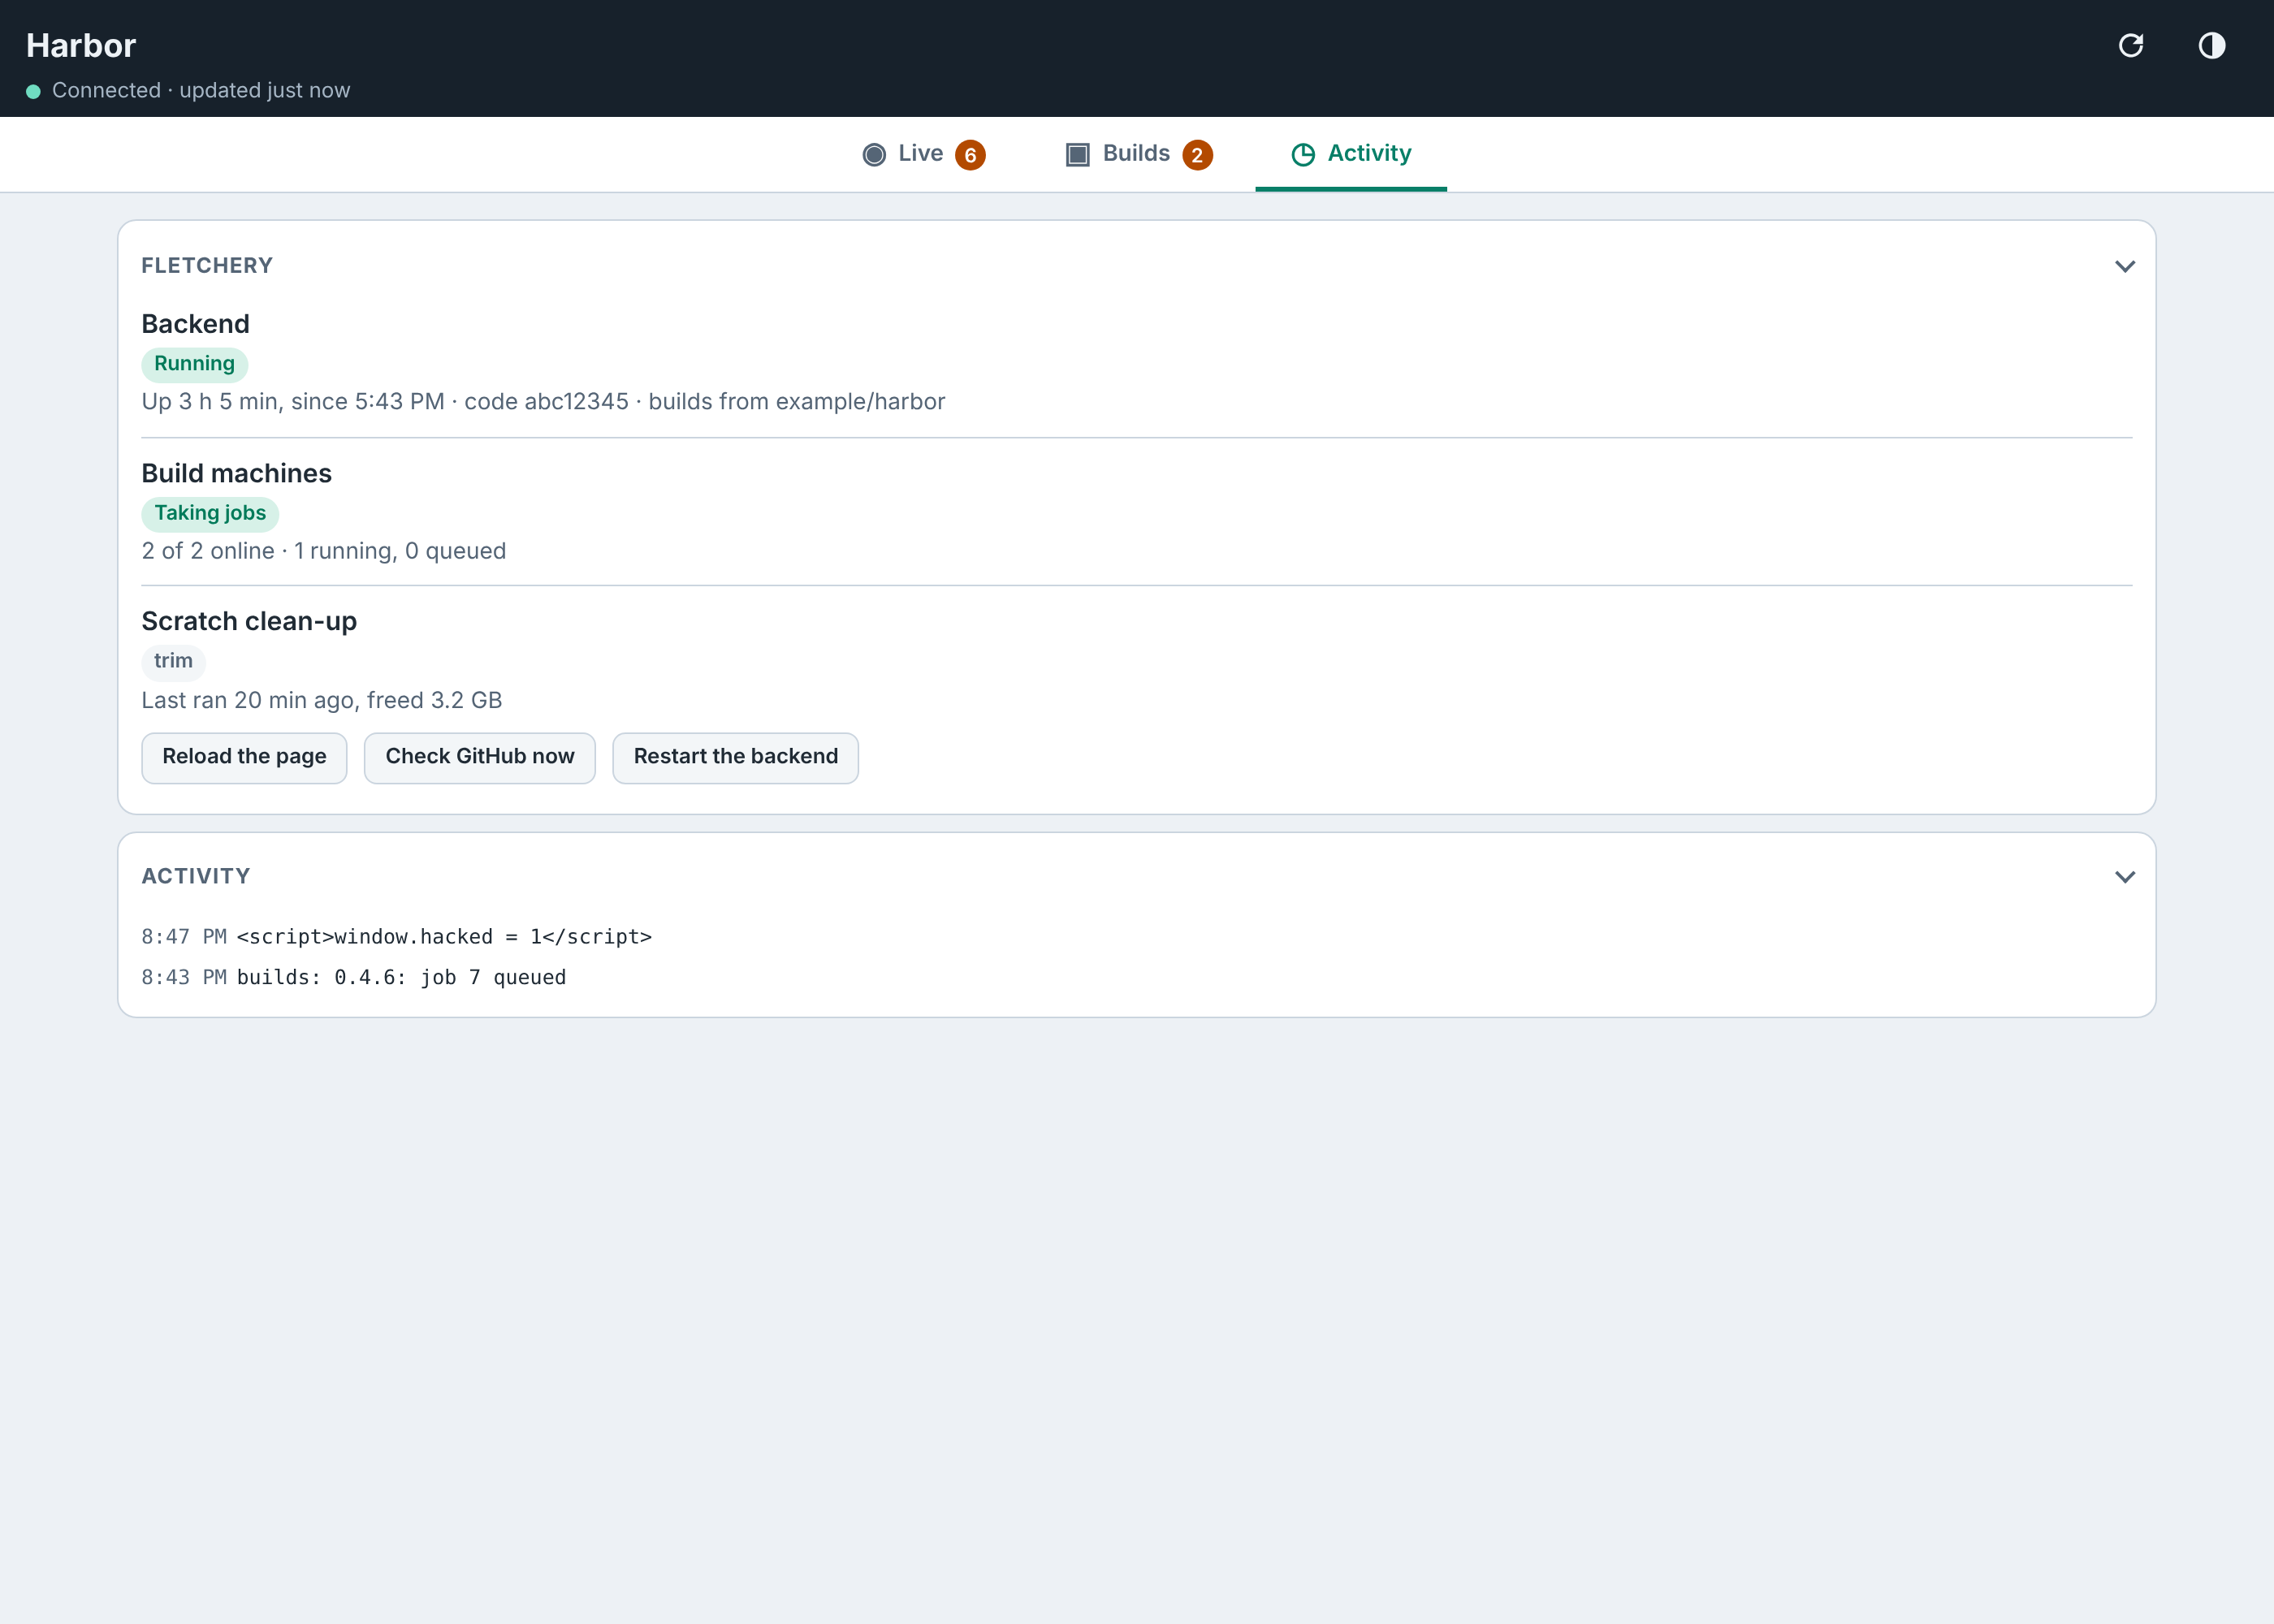 Harbor
Connected · updated just now
Live 6
Builds 2
Activity
FLETCHERY
Backend
Running
Up 3 h 5 min, since 5:43 PM · code abc12345 · builds from example/harbor
Build machines
Taking jobs
2 of 2 online · 1 running, 0 queued
Scratch clean-up
trim
Last ran 20 min ago, freed 3.2 GB
Reload the page
Check GitHub now
Restart the backend
ACTIVITY
8:47 PM <script>window.hacked = 1</script>
8:43 PM builds: 0.4.6: job 7 queued